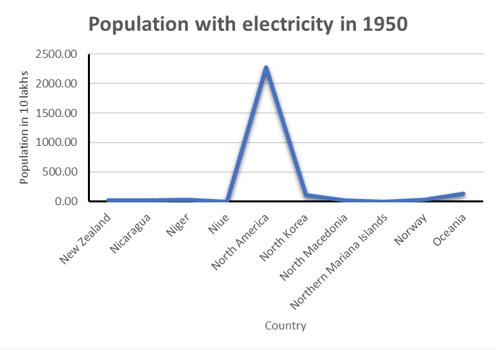 Population with electricity in 1950
Population in 10 lakhs
2500.00
2000.00
1500.00
1000.00
500.00
0.00
New Zealand
Nicaragua
Niger
Niue
North America
North Korea
North Macedonia
Northern Mariana Islands
Norway
Oceania
Country